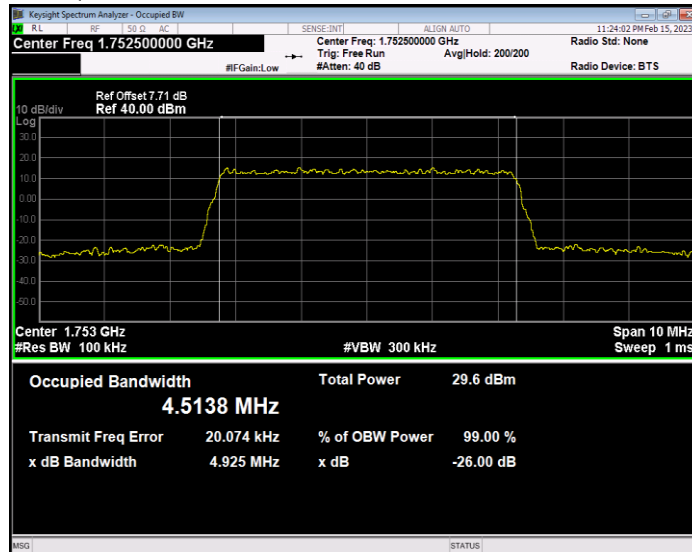 Keysight Spectrum Analyzer - Occupied BW
RL RF 50 Ω AC SENSE:INT ALIGN AUTO 11:24:02 PM Feb 15, 2023
Center Freq 1.752500000 GHz Center Freq: 1.752500000 GHz Radio Std: None
Trig: Free Run Avg|Hold: 200/200
#IFGain:Low #Atten: 40 dB Radio Device: BTS
Ref Offset 7.71 dB
10 dB/div Ref 40.00 dBm
Log
30.0
20.0
10.0
0.00
-10.0
-20.0
-30.0
-40.0
-50.0
Center 1.753 GHz Span 10 MHz
#Res BW 100 kHz #VBW 300 kHz Sweep 1 ms
Occupied Bandwidth Total Power 29.6 dBm
4.5138 MHz
Transmit Freq Error 20.074 kHz % of OBW Power 99.00 %
x dB Bandwidth 4.925 MHz x dB -26.00 dB
MSG STATUS